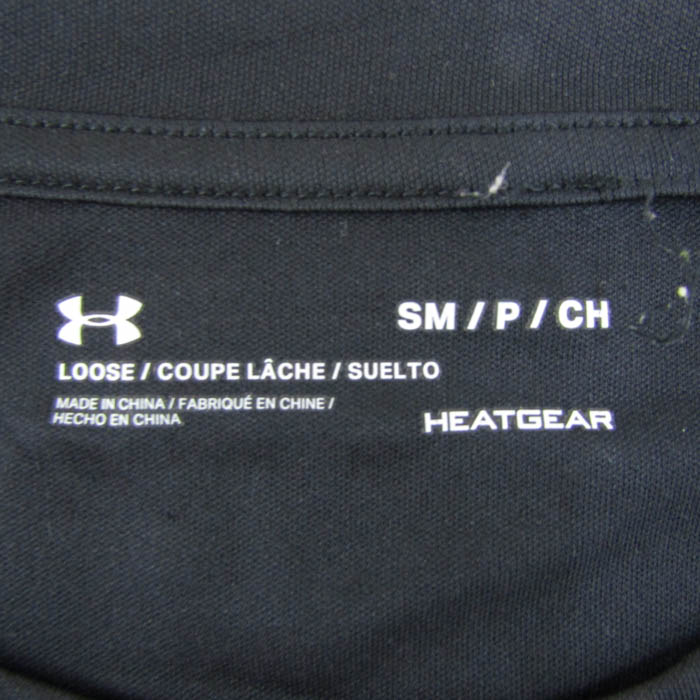 SM / P / CH
LOOSE / COUPE LÂCHE / SUELTO
MADE IN CHINA / FABRIQUÉ EN CHINE /
HECHO EN CHINA
HEATGEAR